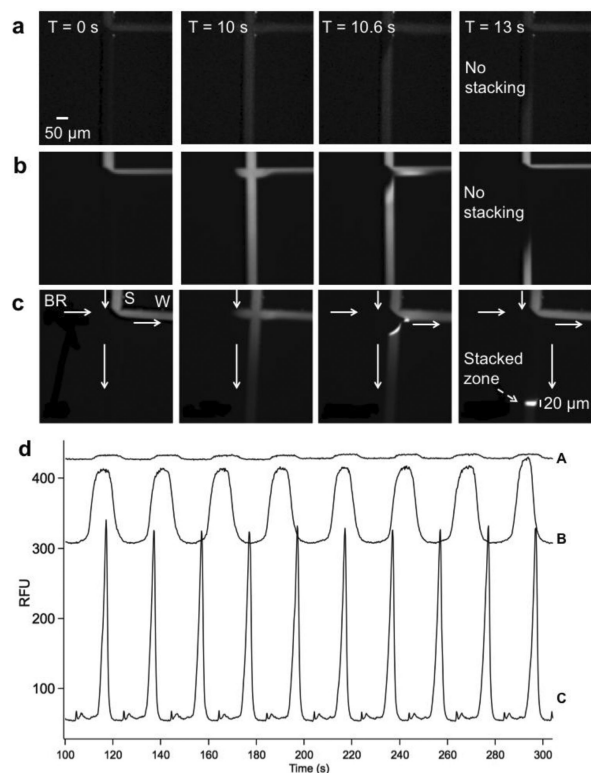 a
T = 0 s
T = 10 s
T = 10.6 s
T = 13 s
No
stacking
50 µm
b
No
stacking
c
BR
S
W
Stacked
zone
20 µm
d
A
400
B
300
RFU
200
100
C
100 120 140 160 180 200 220 240 260 280 300
Time (s)